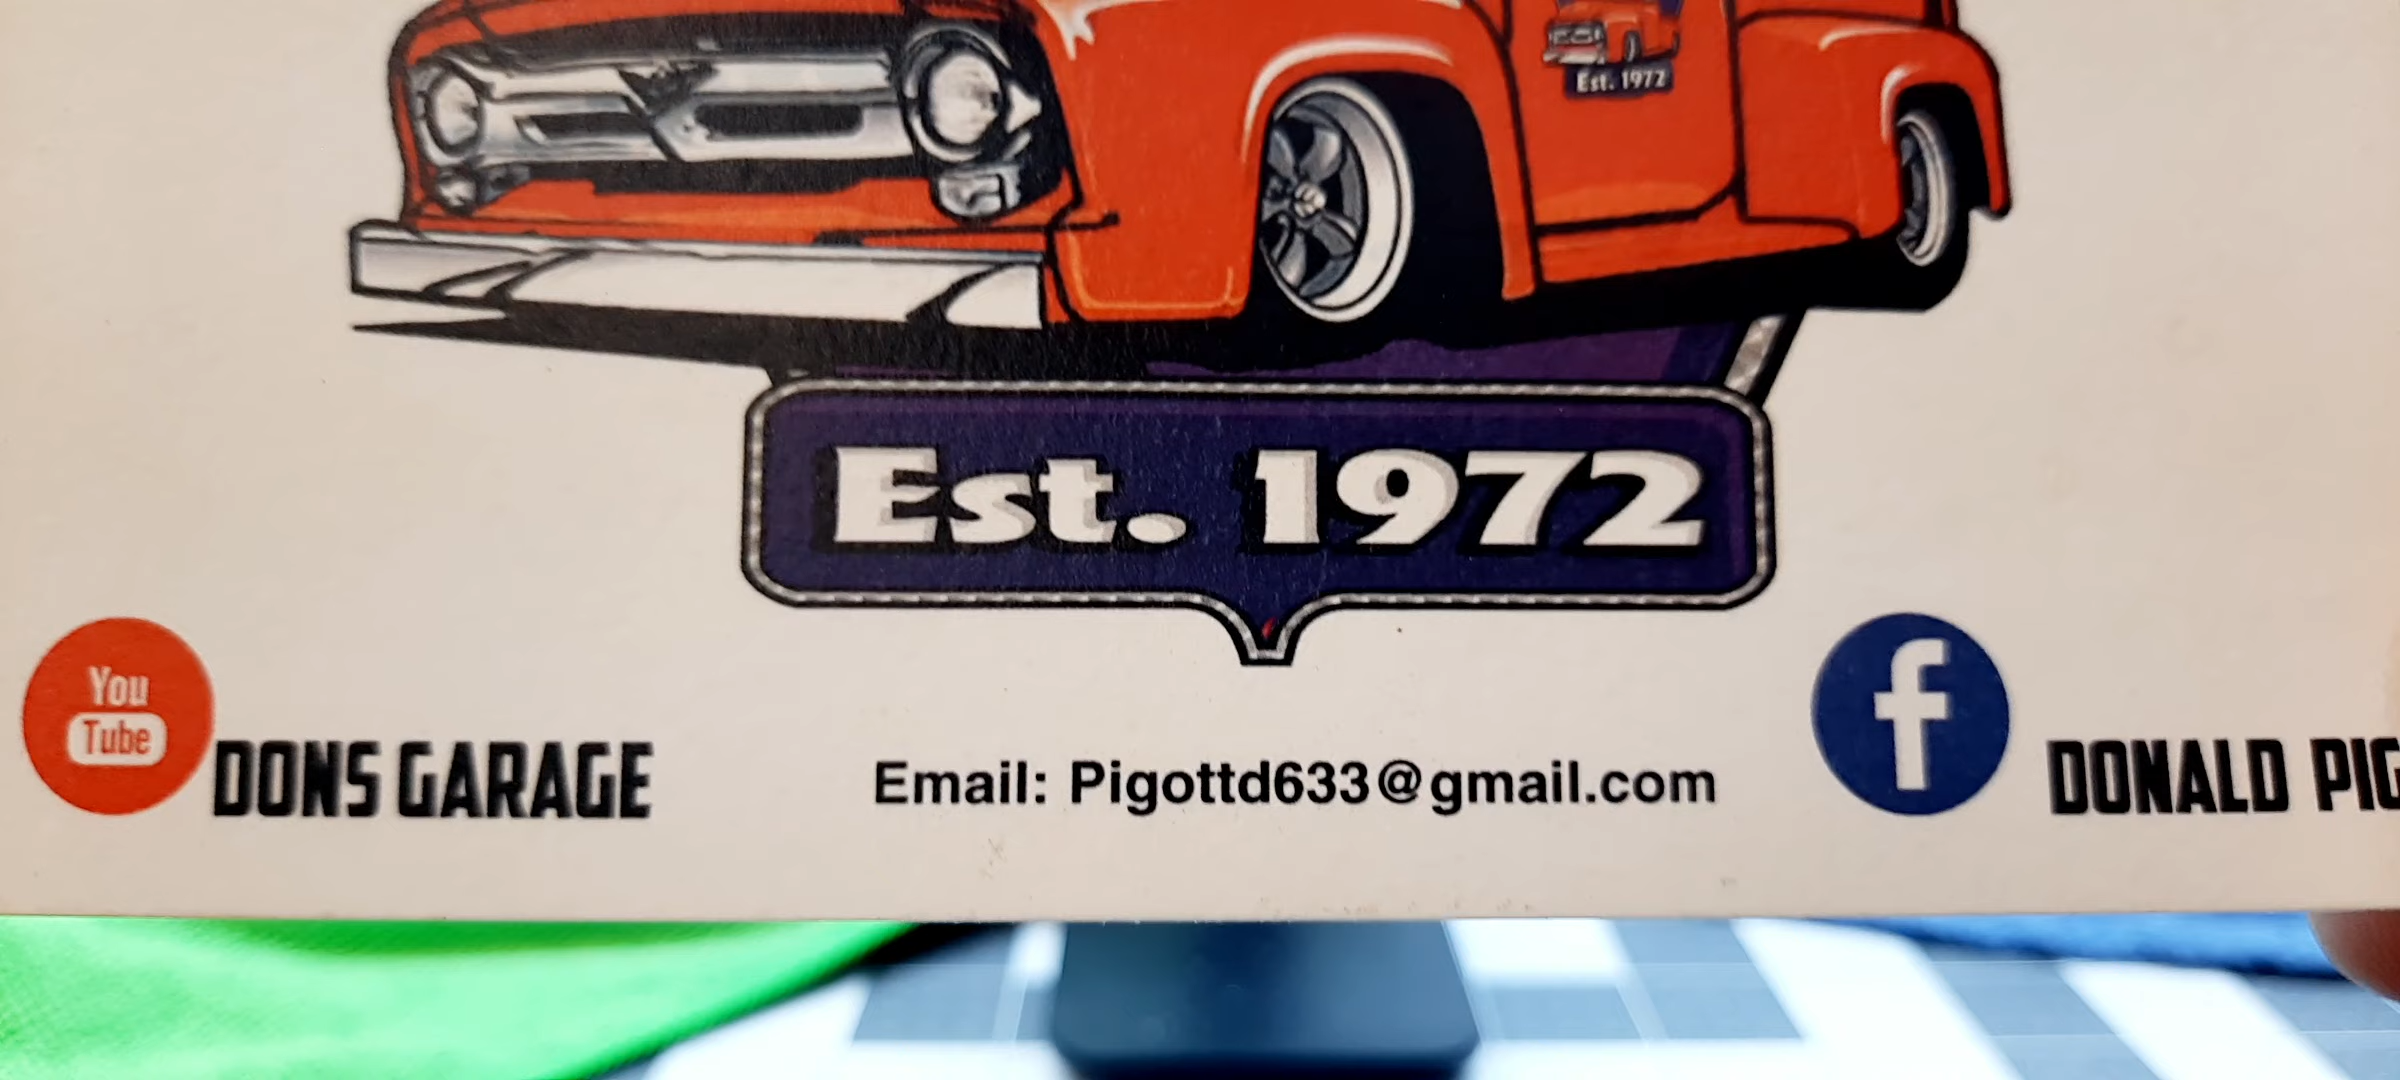 Est. 1972
Est. 1972
You
Tube
DONS GARAGE
Email: Pigottd633@gmail.com
f
DONALD PIG